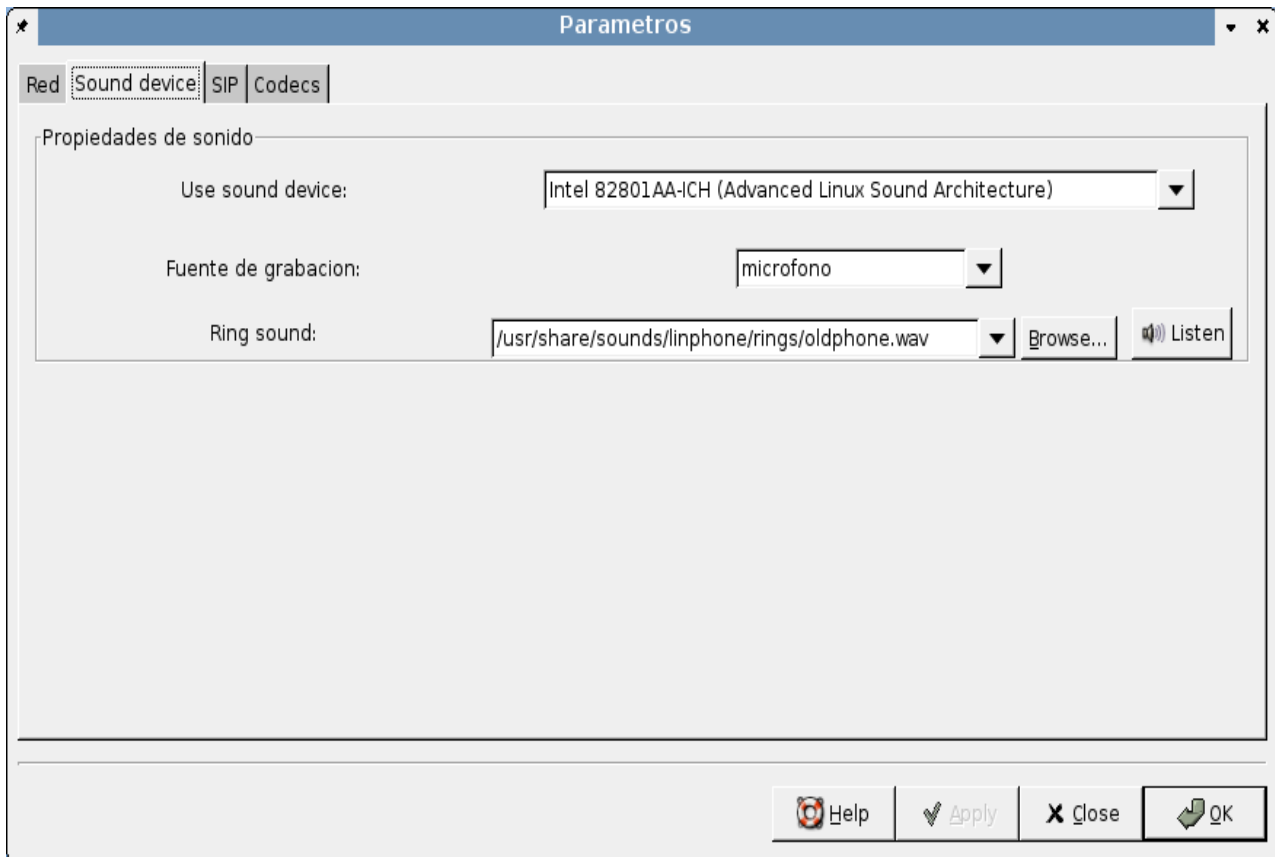 Parametros
Red Sound device SIP Codecs
Propiedades de sonido
Use sound device: Intel 82801AA-ICH (Advanced Linux Sound Architecture)
Fuente de grabacion: microfono
Ring sound: /usr/share/sounds/linphone/rings/oldphone.wav Browse... Listen
Help Apply Close OK